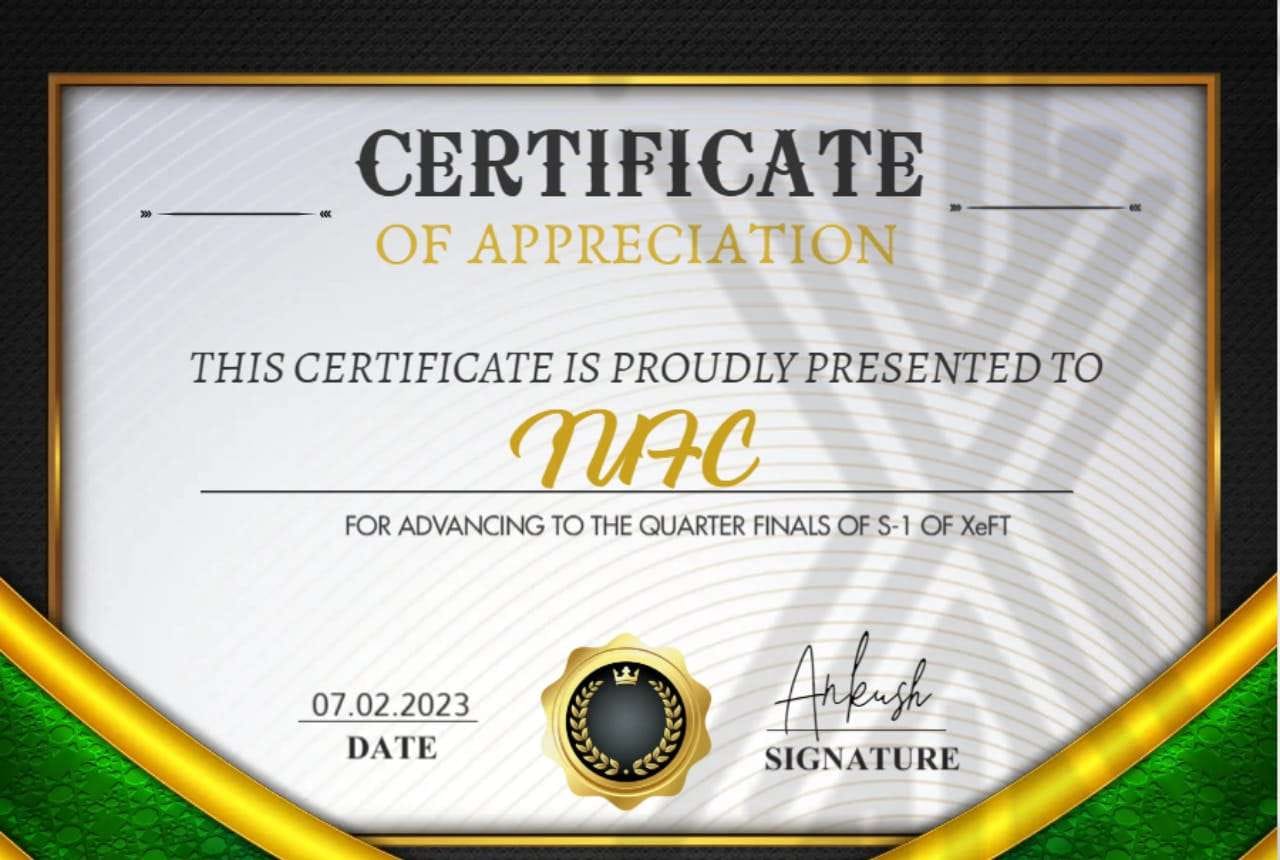 CERTIFICATE
OF APPRECIATION
THIS CERTIFICATE IS PROUDLY PRESENTED TO
NAC
FOR ADVANCING TO THE QUARTER FINALS OF S-1 OF XeFT
07.02.2023
DATE
Ankush
SIGNATURE